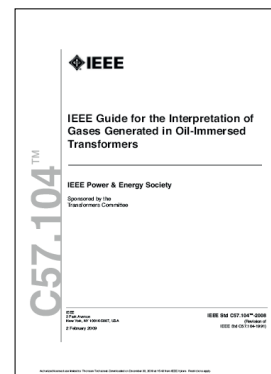 IEEE
IEEE Guide for the Interpretation of
Gases Generated in Oil-Immersed
Transformers
IEEE Power & Energy Society
Sponsored by the
Transformers Committee
C57.104™
IEEE
3 Park Avenue
New York, NY 10016-5997, USA
2 February 2009
IEEE Std C57.104™-2008
(Revision of
IEEE Std C57.104-1991)